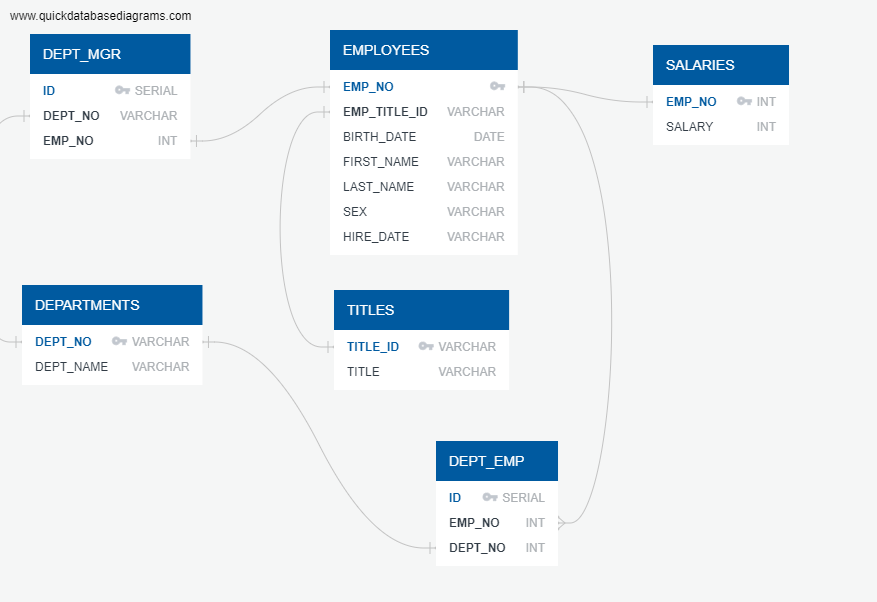 www.quickdatabasediagrams.com
DEPT_MGR
ID SERIAL
DEPT_NO VARCHAR
EMP_NO INT
EMPLOYEES
EMP_NO
EMP_TITLE_ID VARCHAR
BIRTH_DATE DATE
FIRST_NAME VARCHAR
LAST_NAME VARCHAR
SEX VARCHAR
HIRE_DATE VARCHAR
SALARIES
EMP_NO INT
SALARY INT
DEPARTMENTS
DEPT_NO VARCHAR
DEPT_NAME VARCHAR
TITLES
TITLE_ID VARCHAR
TITLE VARCHAR
DEPT_EMP
ID SERIAL
EMP_NO INT
DEPT_NO INT